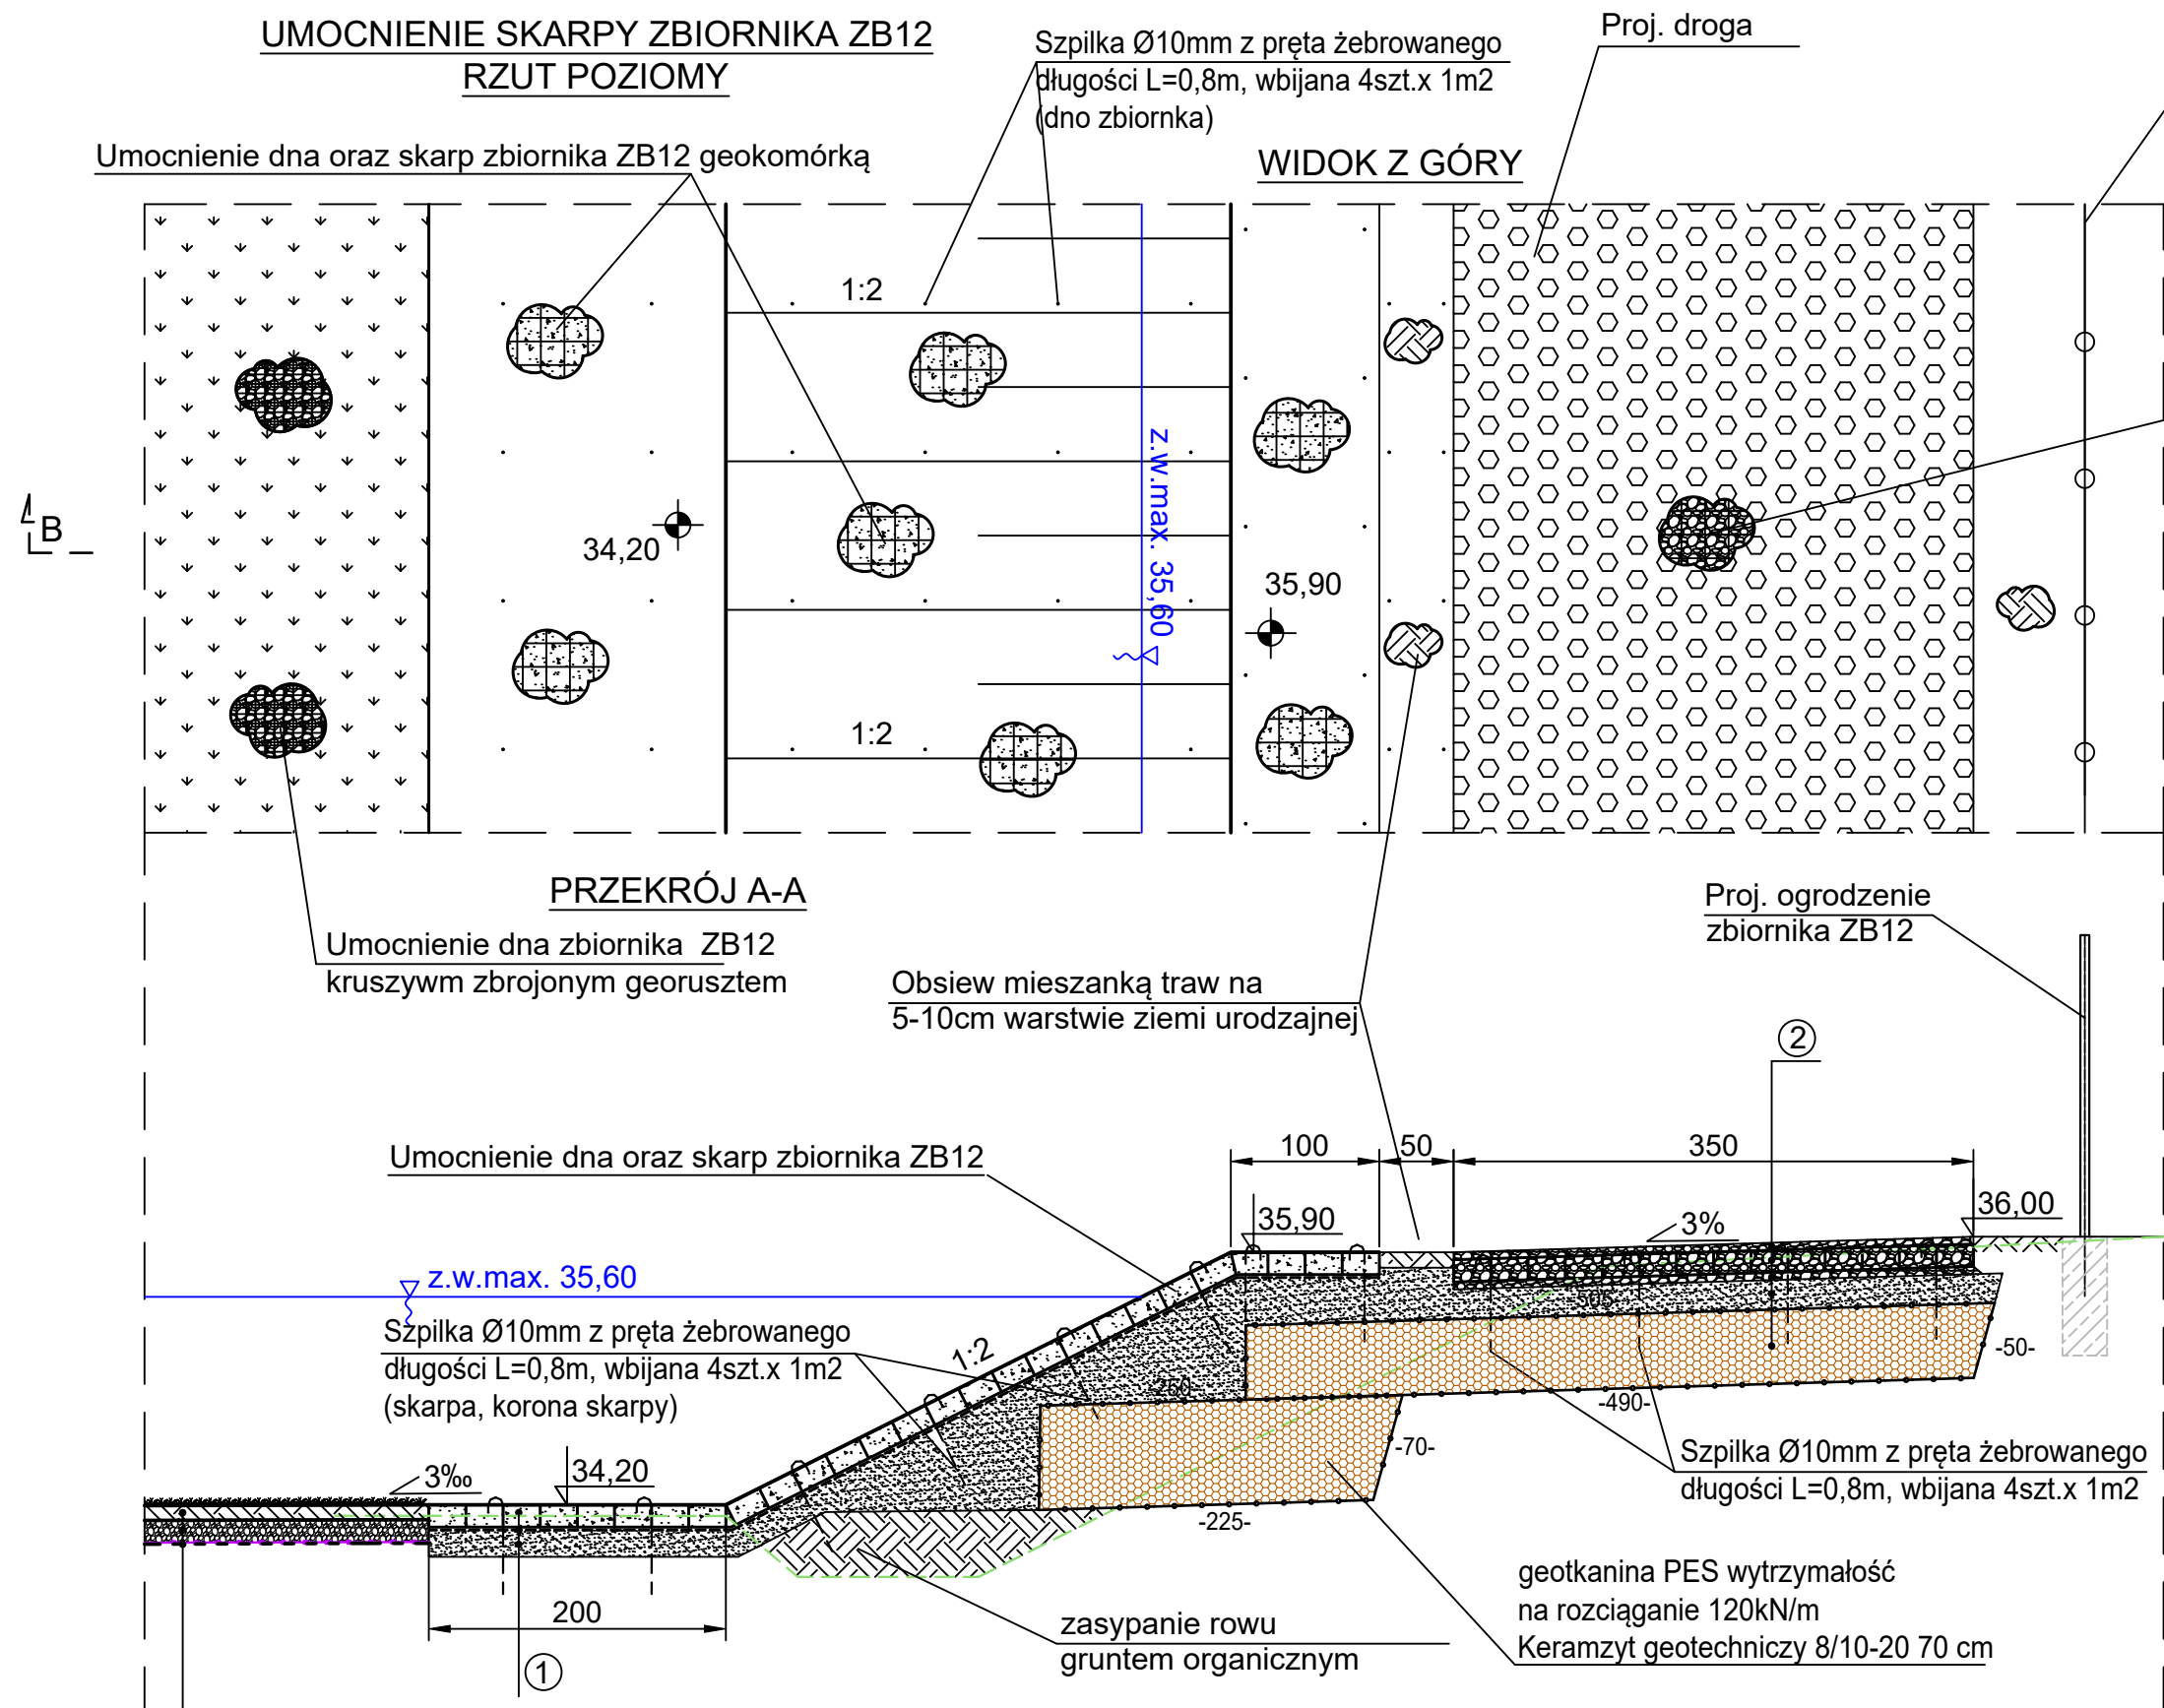 UMOCNIENIE SKARPY ZBIORNIKA ZB12
RZUT POZIOMY
Szpilka Ø10mm z pręta żebrowanego
długości L=0,8m, wbijana 4szt.x 1m2
(dno zbiornka)
Proj. droga
Umocnienie dna oraz skarp zbiornika ZB12 geokomórką
WIDOK Z GÓRY
1:2
z.w.max. 35,60
B
34,20
35,90
1:2
PRZEKRÓJ A-A
Umocnienie dna zbiornika ZB12
kruszywm zbrojonym georusztem
Obsiew mieszanką traw na
5-10cm warstwie ziemi urodzajnej
Proj. ogrodzenie
zbiornika ZB12
2
Umocnienie dna oraz skarp zbiornika ZB12
100
50
350
35,90
3%
36,00
z.w.max. 35,60
Szpilka Ø10mm z pręta żebrowanego
długości L=0,8m, wbijana 4szt.x 1m2
(skarpa, korona skarpy)
1:2
-505-
-50-
-260-
-490-
-70-
3‰
34,20
-225-
Szpilka Ø10mm z pręta żebrowanego
długości L=0,8m, wbijana 4szt.x 1m2
200
1
zasypanie rowu
gruntem organicznym
geotkanina PES wytrzymałość
na rozciąganie 120kN/m
Keramzyt geotechniczy 8/10-20 70 cm